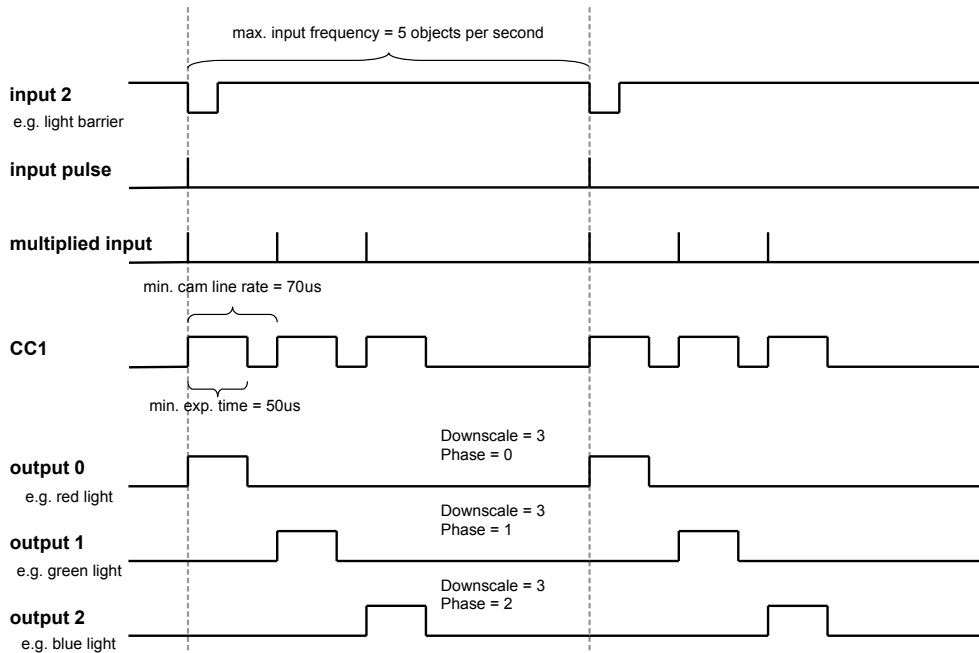 max. input frequency = 5 objects per second
input 2
e.g. light barrier
input pulse
multiplied input
min. cam line rate = 70us
CC1
min. exp. time = 50us
Downscale = 3
Phase = 0
output 0
e.g. red light
Downscale = 3
Phase = 1
output 1
e.g. green light
Downscale = 3
Phase = 2
output 2
e.g. blue light